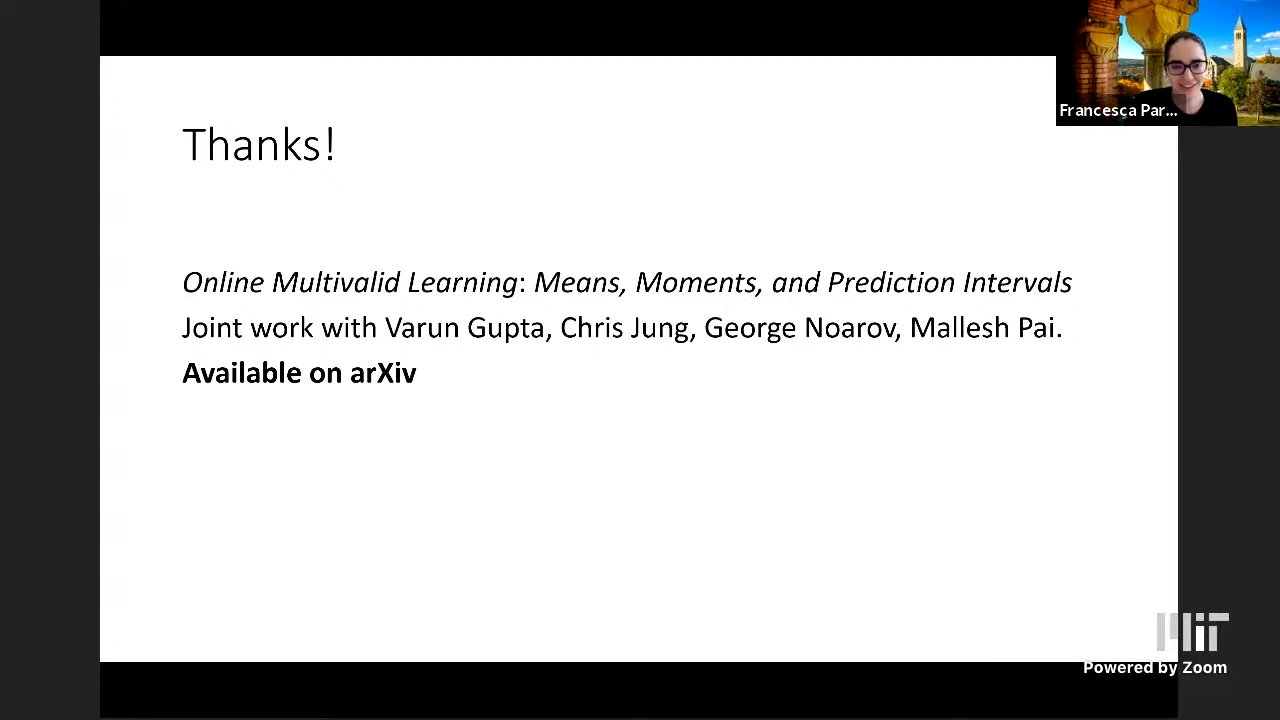 Francesca Par...
Thanks!
Online Multivalid Learning: Means, Moments, and Prediction Intervals
Joint work with Varun Gupta, Chris Jung, George Noarov, Mallesh Pai.
Available on arXiv
MIT
Powered by Zoom